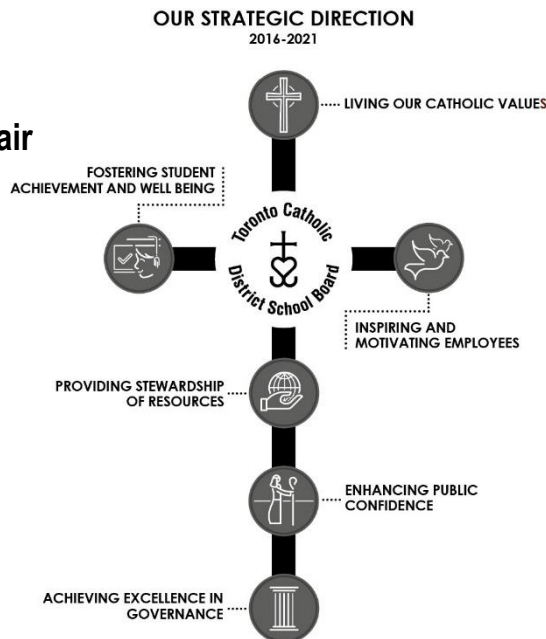 OUR STRATEGIC DIRECTION
2016-2021
LIVING OUR CATHOLIC VALUES
air
FOSTERING STUDENT
ACHIEVEMENT AND WELL BEING
Toronto Catholic
District School Board
INSPIRING AND
MOTIVATING EMPLOYEES
PROVIDING STEWARDSHIP
OF RESOURCES
ENHANCING PUBLIC
CONFIDENCE
ACHIEVING EXCELLENCE IN
GOVERNANCE